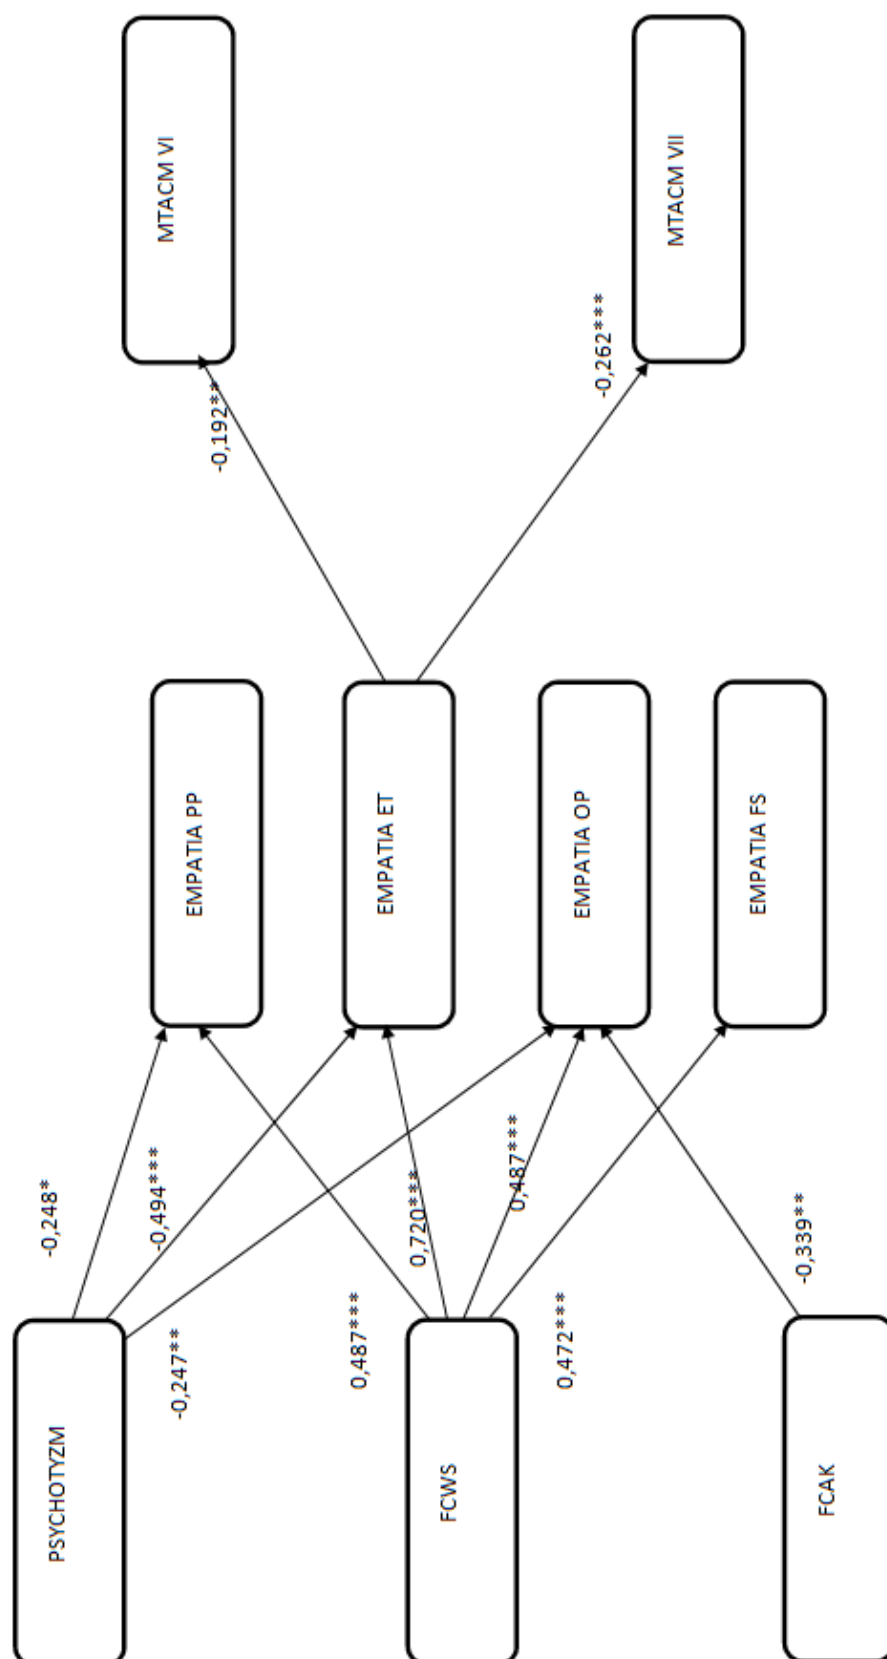 MTACM VI
MTACM VII
-0,192**
-0,262***
EMPATIA PP
EMPATIA ET
EMPATIA OP
EMPATIA FS
-0,248*
-0,494***
-0,247**
0,487***
0,720***
0,487***
0,472***
-0,339**
PSYCHOTYZM
FCWS
FCAK